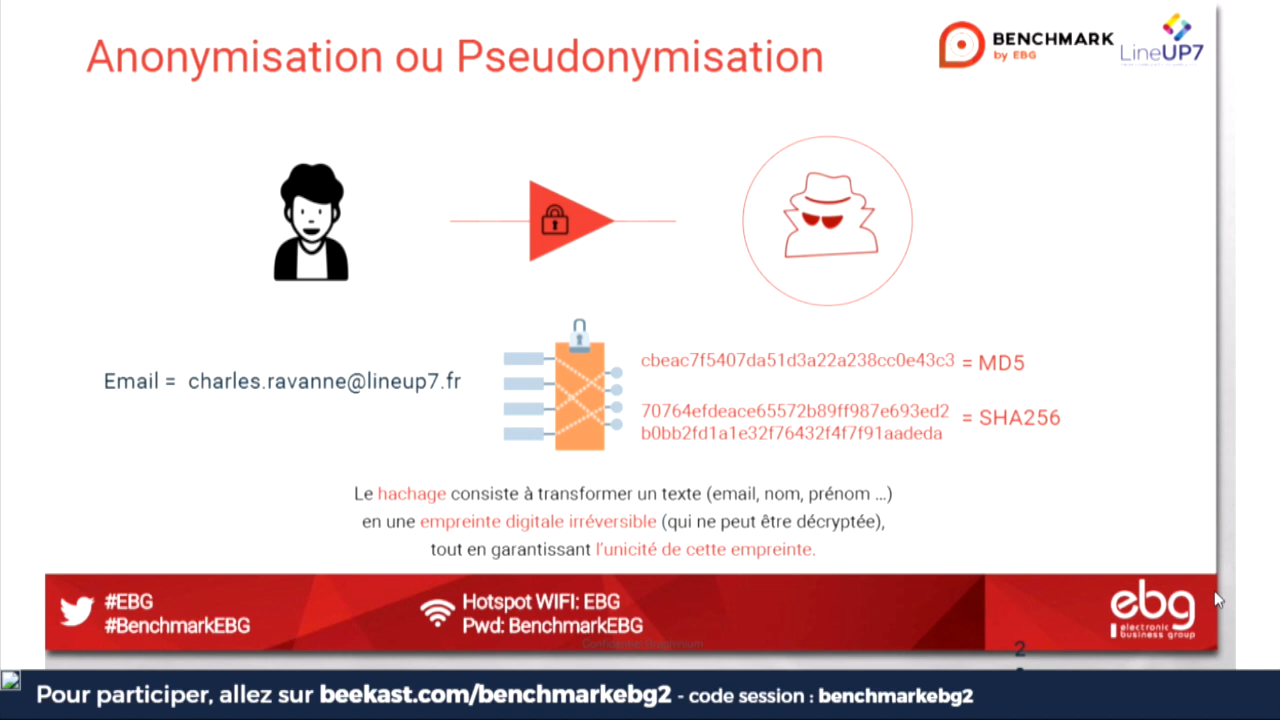 Anonymisation ou Pseudonymisation
BENCHMARK
by EBG
LineUP7
Email = charles.ravanne@lineup7.fr
cbeac7f5407da51d3a22a238cc0e43c3 = MD5
70764efdeace65572b89ff987e693ed2
b0bb2fd1a1e32f76432f4f7f91aadeda
= SHA256
Le hachage consiste à transformer un texte (email, nom, prénom ...)
en une empreinte digitale irréversible (qui ne peut être décryptée),
tout en garantissant l'unicité de cette empreinte.
#EBG
#BenchmarkEBG
Hotspot WIFI: EBG
Pwd: BenchmarkEBG
ebg
electronic
business group
2
Pour participer, allez sur beekast.com/benchmarkebg2 - code session : benchmarkebg2